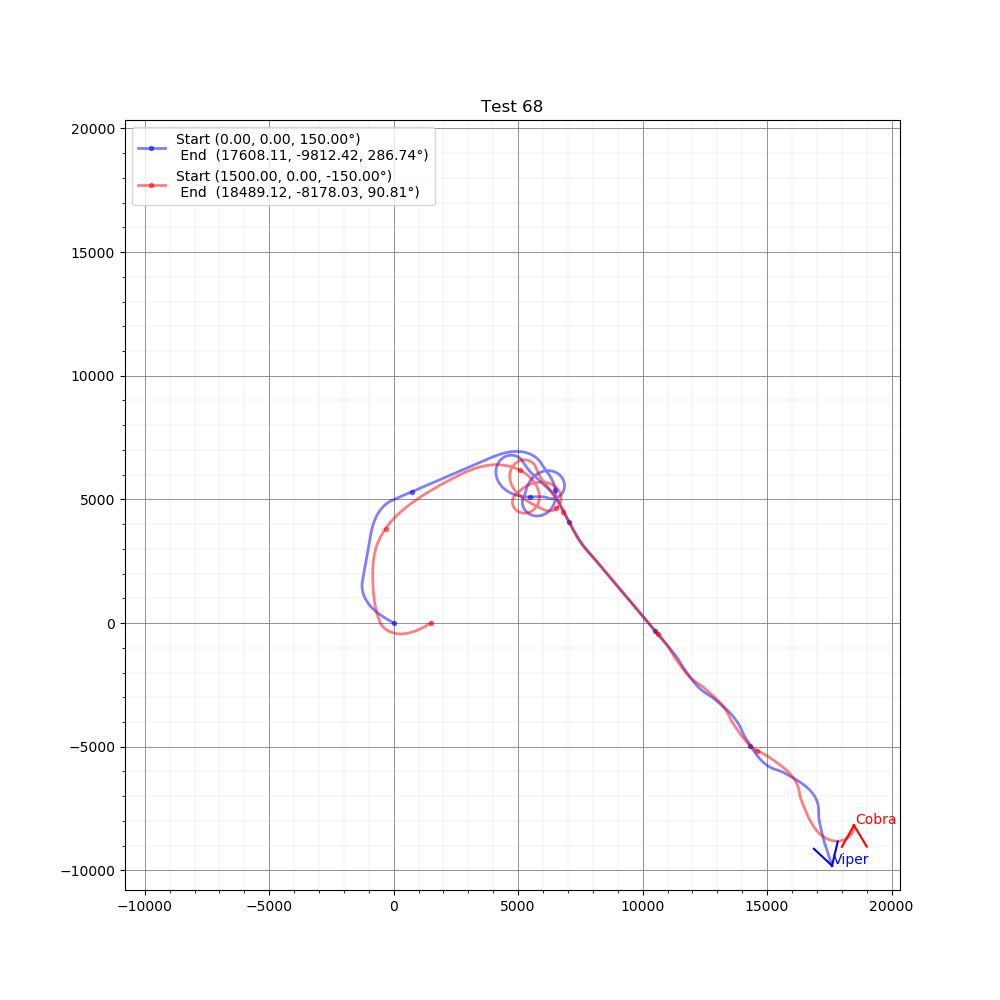 Test 68
Start (0.00, 0.00, 150.00°)
End (17608.11, -9812.42, 286.74°)
Start (1500.00, 0.00, -150.00°)
End (18489.12, -8178.03, 90.81°)
20000
15000
10000
5000
0
−5000
−10000
Cobra
Viper
−10000
−5000
0
5000
10000
15000
20000